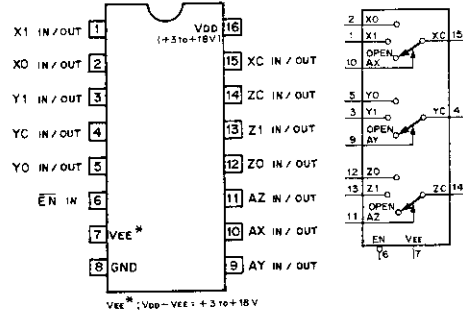 X1 IN/OUT 1
X0 IN/OUT 2
Y1 IN/OUT 3
YC IN/OUT 4
Y0 IN/OUT 5
EN IN 6
7 VEE*
8 GND
VDD 16
(+3 to +18V)
15 XC IN/OUT
14 ZC IN/OUT
13 Z1 IN/OUT
12 Z0 IN/OUT
11 AZ IN/OUT
10 AX IN/OUT
9 AY IN/OUT
VEE* ; VDD-VEE: +3 to +18V
2 X0
1 X1 XC 15
OPEN
10 AX
5 Y0
3 Y1 YC 4
OPEN
9 AY
12 Z0
13 Z1 ZC 14
OPEN
11 AZ
EN VEE
6 7